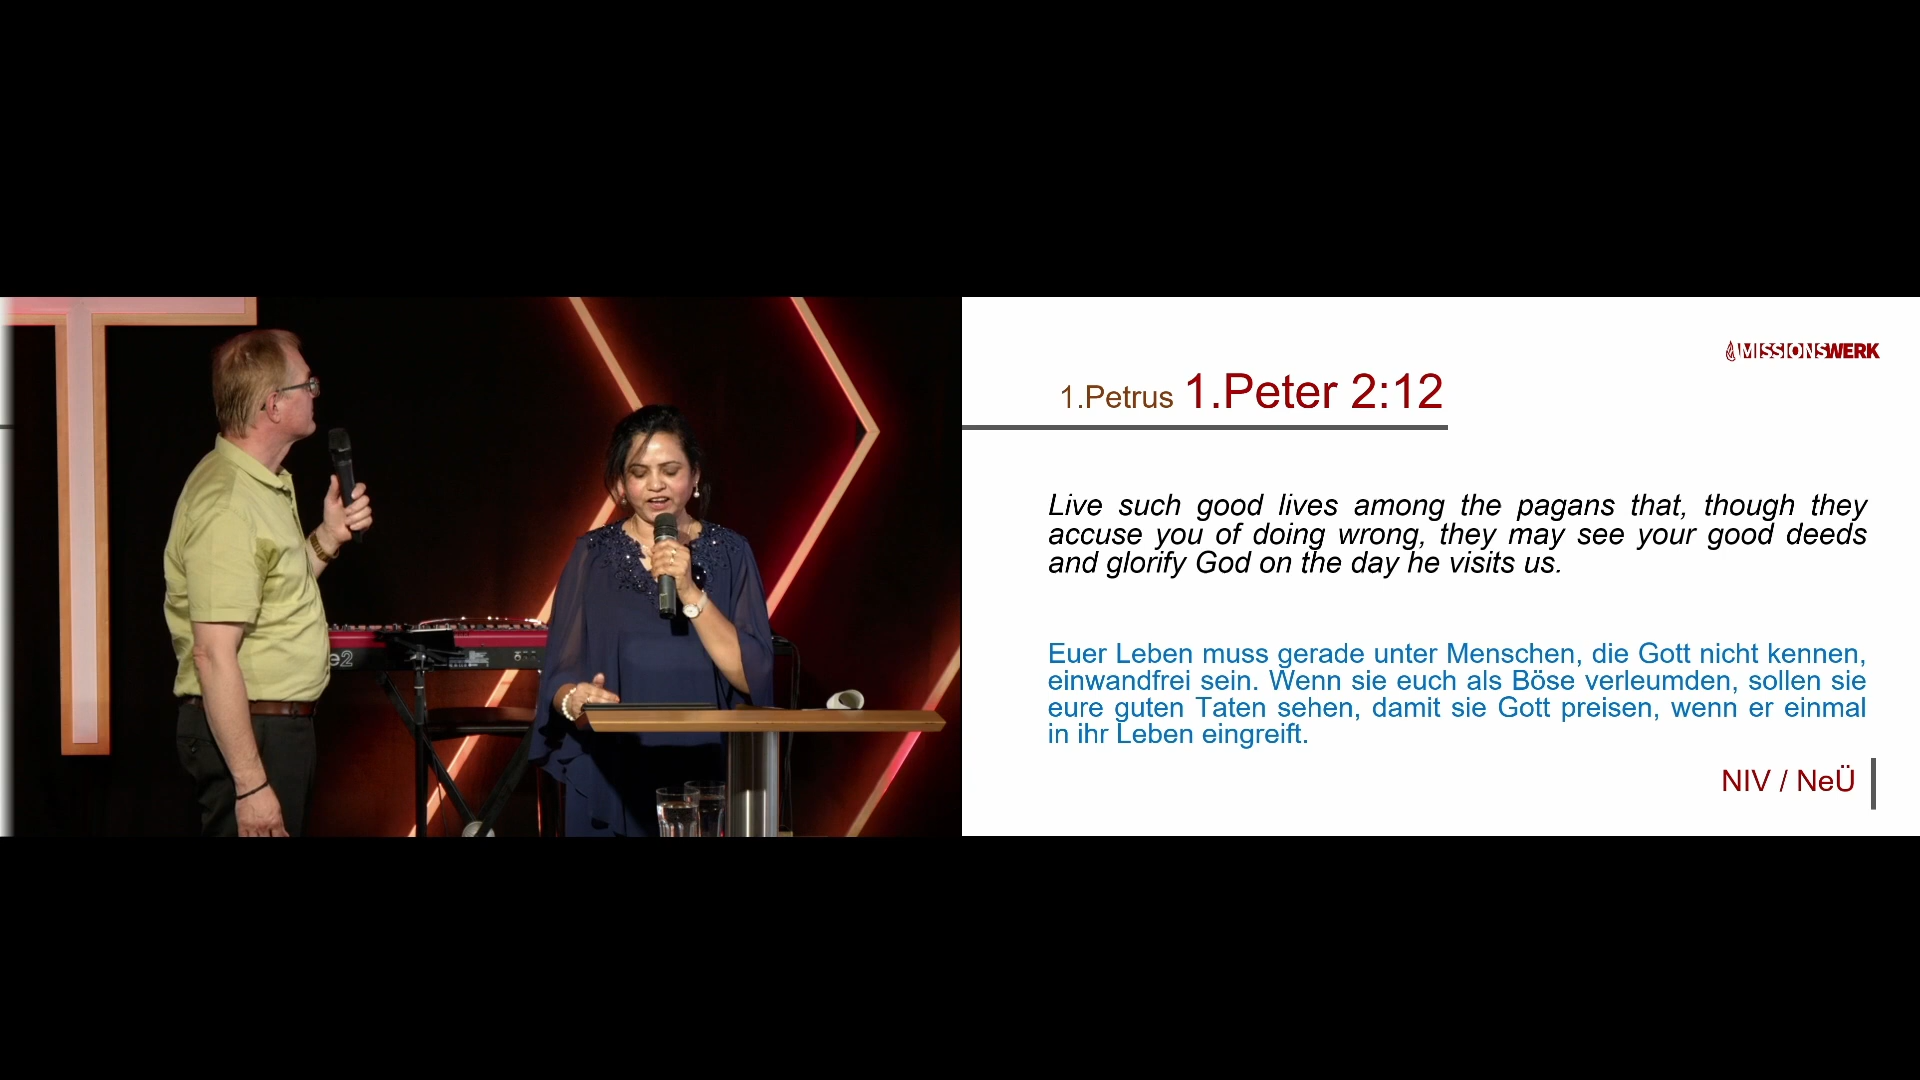 MISSIONSWERK
1.Petrus 1.Peter 2:12
Live such good lives among the pagans that, though they
accuse you of doing wrong, they may see your good deeds
and glorify God on the day he visits us.
Euer Leben muss gerade unter Menschen, die Gott nicht kennen,
einwandfrei sein. Wenn sie euch als Böse verleumden, sollen sie
eure guten Taten sehen, damit sie Gott preisen, wenn er einmal
in ihr Leben eingreift.
NIV / NeÜ
e2